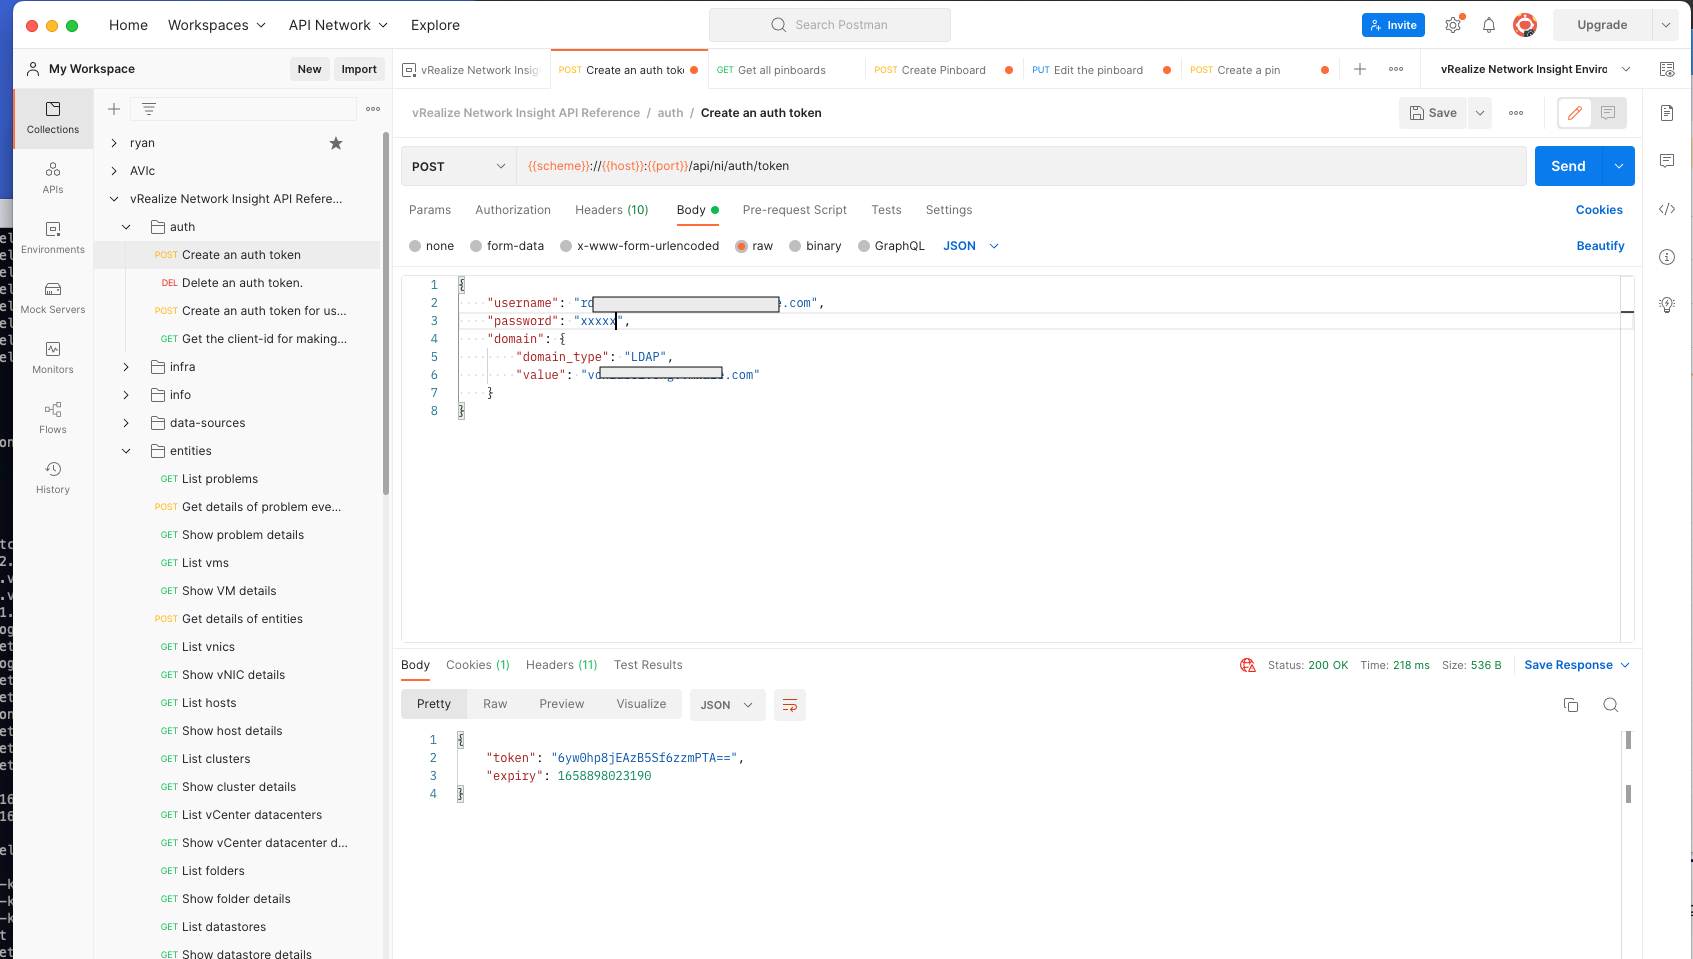 Home Workspaces API Network Explore
Search Postman
Invite Upgrade
My Workspace New Import
vRealize Network Insig
POST Create an auth tok
GET Get all pinboards
POST Create Pinboard
PUT Edit the pinboard
POST Create a pin
vRealize Network Insight Enviro
Collections
APIs
Environments
Mock Servers
Monitors
Flows
History
ryan
AVIc
vRealize Network Insight API Refere...
auth
POST Create an auth token
DEL Delete an auth token.
POST Create an auth token for us...
GET Get the client-id for making...
infra
info
data-sources
entities
GET List problems
POST Get details of problem eve...
GET Show problem details
GET List vms
GET Show VM details
POST Get details of entities
GET List vnics
GET Show vNIC details
GET List hosts
GET Show host details
GET List clusters
GET Show cluster details
GET List vCenter datacenters
GET Show vCenter datacenter d...
GET List folders
GET Show folder details
GET List datastores
GET Show datastore details
vRealize Network Insight API Reference / auth / Create an auth token
Save
POST {{scheme}}://{{host}}:{{port}}/api/ni/auth/token
Send
Params Authorization Headers (10) Body Pre-request Script Tests Settings Cookies
none form-data x-www-form-urlencoded raw binary GraphQL JSON Beautify
1 {
2 "username": "rd .com",
3 "password": "xxxxx",
4 "domain": {
5 "domain_type": "LDAP",
6 "value": "vd .com"
7 }
8 }
Body Cookies (1) Headers (11) Test Results
Status: 200 OK Time: 218 ms Size: 536 B Save Response
Pretty Raw Preview Visualize JSON
1 {
2 "token": "6yw0hp8jEAzB5Sf6zzmPTA==",
3 "expiry": 1658898023190
4 }